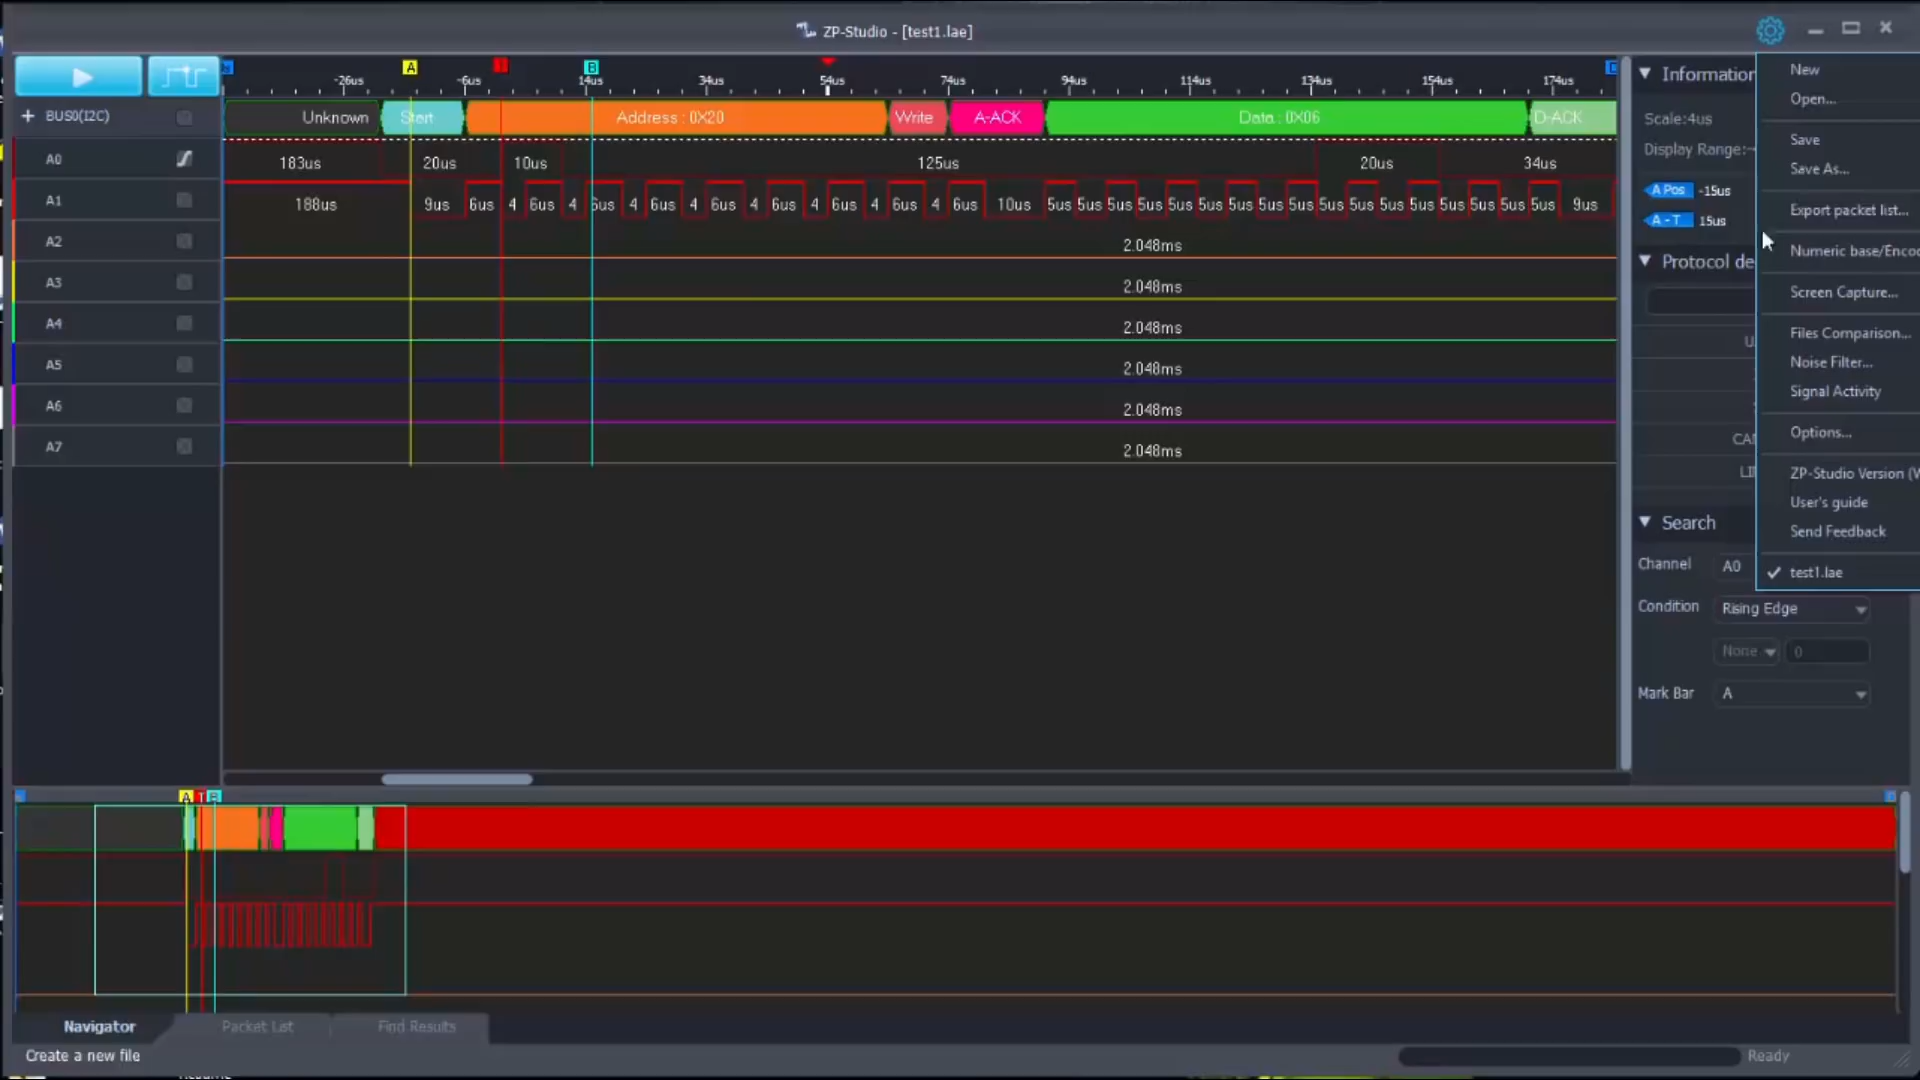 ZP-Studio - [test1.lae]
-26us
A
-6us
B
14us
34us
54us
74us
94us
114us
134us
154us
174us
+ BUS0(I2C)
Unknown
Start
Address : 0X20
Write
A-ACK
Data : 0X06
D-ACK
A0
183us
20us
10us
125us
20us
34us
A1
188us
9us
6us 4 6us 4 6us 4 6us 4 6us 4 6us 4 6us 4 6us 4 6us
10us
5us 5us 5us 5us 5us 5us 5us 5us 5us 5us 5us 5us 5us 5us 5us 5us 5us
9us
A2
2.048ms
A3
2.048ms
A4
2.048ms
A5
2.048ms
A6
2.048ms
A7
2.048ms
Information
Scale:4us
Display Range:~
A Pos -15us
A - T 15us
Protocol de
CA
LI
Search
Channel A0
Condition Rising Edge
None 0
Mark Bar A
New
Open...
Save
Save As...
Export packet list...
Numeric base/Enco
Screen Capture...
Files Comparison...
Noise Filter...
Signal Activity
Options...
ZP-Studio Version (
User's guide
Send Feedback
✓ test1.lae
A T B
Navigator
Packet List
Find Results
Create a new file
Ready